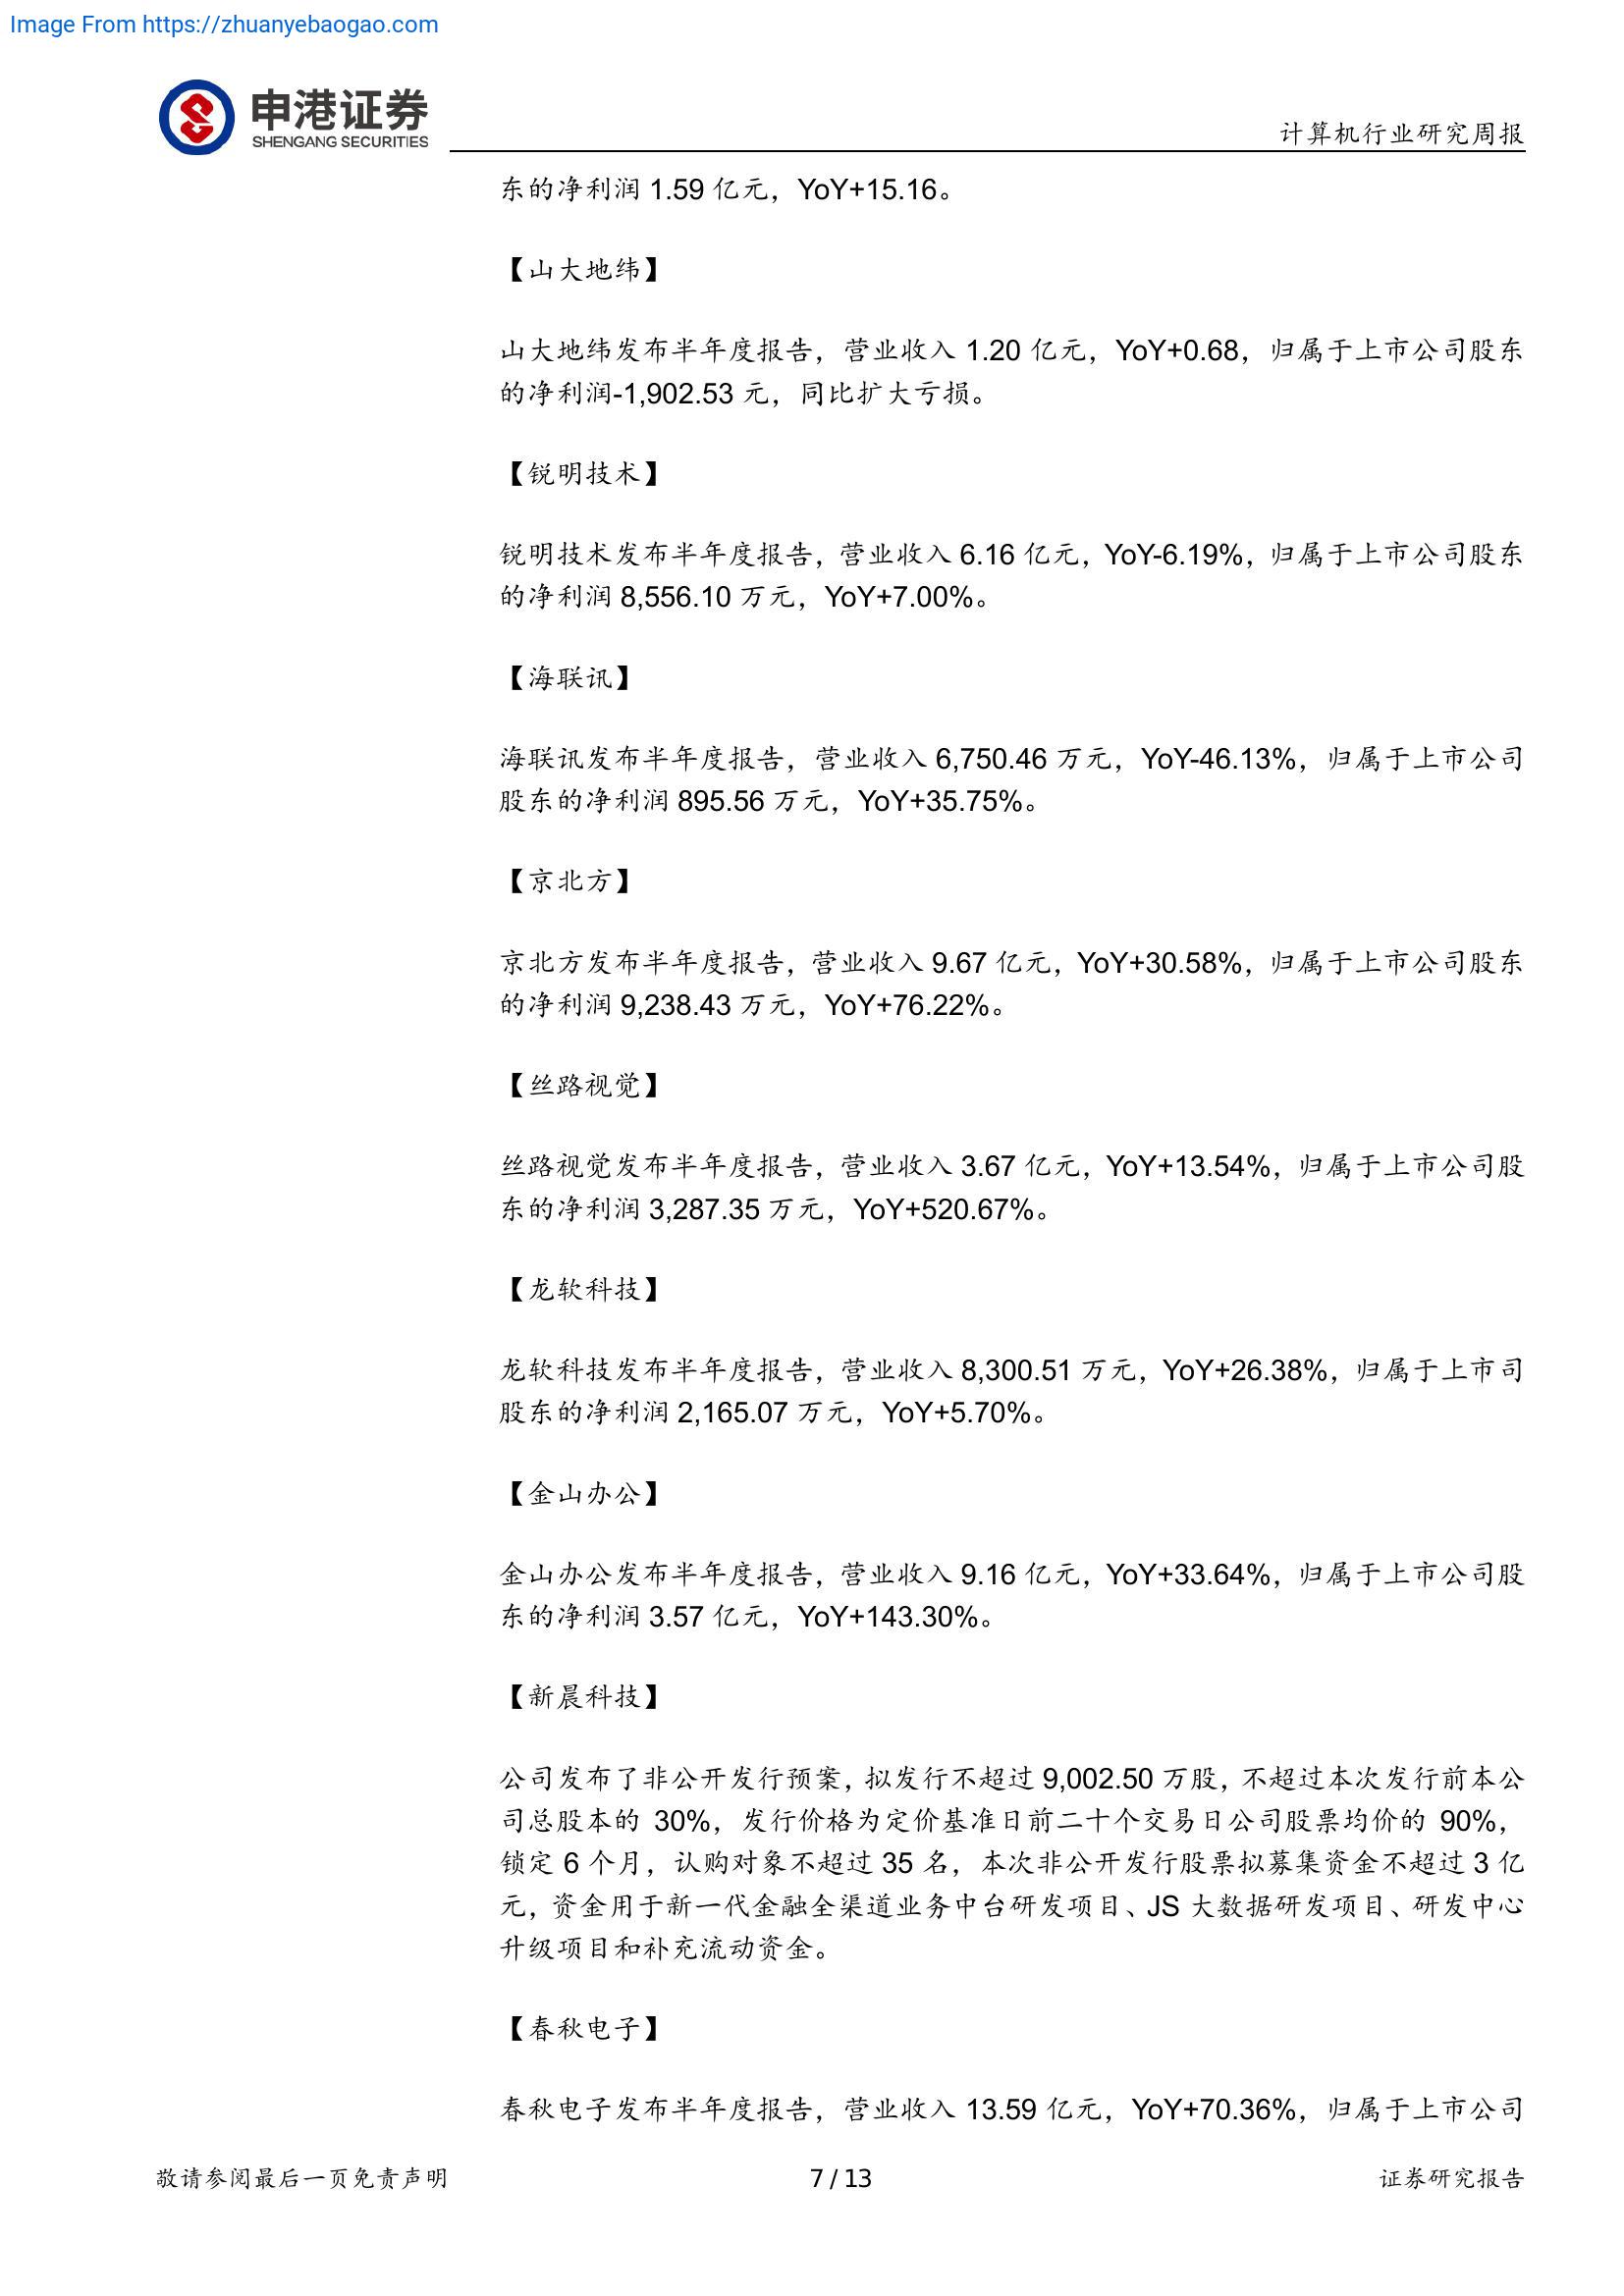 Image From https://zhuanyebaogao.com
申港证券
SHENGANG SECURITIES
计算机行业研究周报
东的净利润 1.59 亿元，YoY+15.16。
【山大地纬】
山大地纬发布半年度报告，营业收入 1.20 亿元，YoY+0.68，归属于上市公司股东
的净利润-1,902.53 元，同比扩大亏损。
【锐明技术】
锐明技术发布半年度报告，营业收入 6.16 亿元，YoY-6.19%，归属于上市公司股东
的净利润 8,556.10 万元，YoY+7.00%。
【海联讯】
海联讯发布半年度报告，营业收入 6,750.46 万元，YoY-46.13%，归属于上市公司
股东的净利润 895.56 万元，YoY+35.75%。
【京北方】
京北方发布半年度报告，营业收入 9.67 亿元，YoY+30.58%，归属于上市公司股东
的净利润 9,238.43 万元，YoY+76.22%。
【丝路视觉】
丝路视觉发布半年度报告，营业收入 3.67 亿元，YoY+13.54%，归属于上市公司股
东的净利润 3,287.35 万元，YoY+520.67%。
【龙软科技】
龙软科技发布半年度报告，营业收入 8,300.51 万元，YoY+26.38%，归属于上市司
股东的净利润 2,165.07 万元，YoY+5.70%。
【金山办公】
金山办公发布半年度报告，营业收入 9.16 亿元，YoY+33.64%，归属于上市公司股
东的净利润 3.57 亿元，YoY+143.30%。
【新晨科技】
公司发布了非公开发行预案，拟发行不超过 9,002.50 万股，不超过本次发行前本公
司总股本的 30%，发行价格为定价基准日前二十个交易日公司股票均价的 90%，
锁定 6 个月，认购对象不超过 35 名，本次非公开发行股票拟募集资金不超过 3 亿
元，资金用于新一代金融全渠道业务中台研发项目、JS 大数据研发项目、研发中心
升级项目和补充流动资金。
【春秋电子】
春秋电子发布半年度报告，营业收入 13.59 亿元，YoY+70.36%，归属于上市公司
敬请参阅最后一页免责声明
7 / 13
证券研究报告